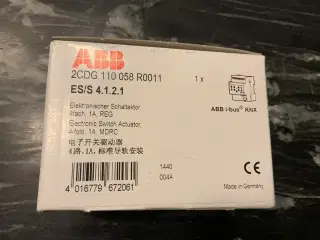 ABB
2CDG 110 058 R0011
1 x
ES/S 4.1.2.1
Elektronischer Schaltaktor,
4fach, 1A, REG
ABB i-bus® KNX
Electronic Switch Actuator,
4-fold, 1A, MDRC
电子开关驱动器
4路,1A,标准导轨安装
CE
1440
004A
4 016779 672061
Made in Germany